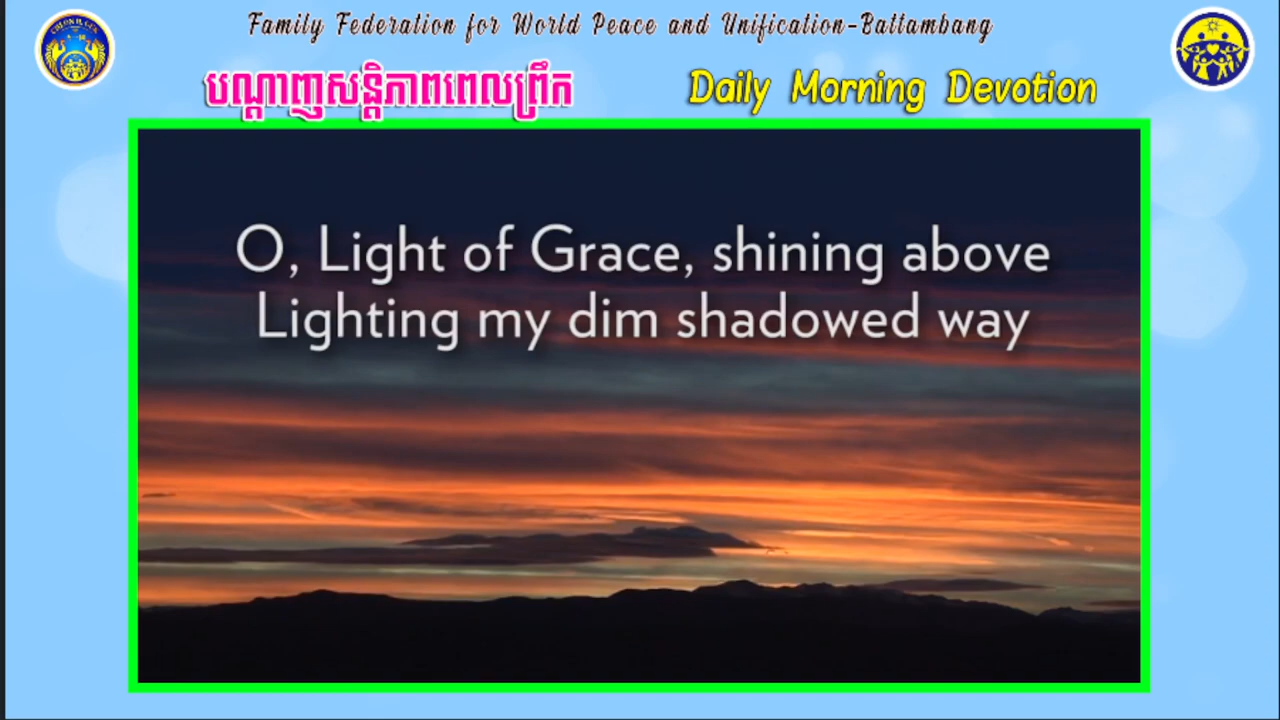 Family Federation for World Peace and Unification-Battambang
បណ្ដាញសន្តិភាពពេលព្រឹក
Daily Morning Devotion
O, Light of Grace, shining above
Lighting my dim shadowed way